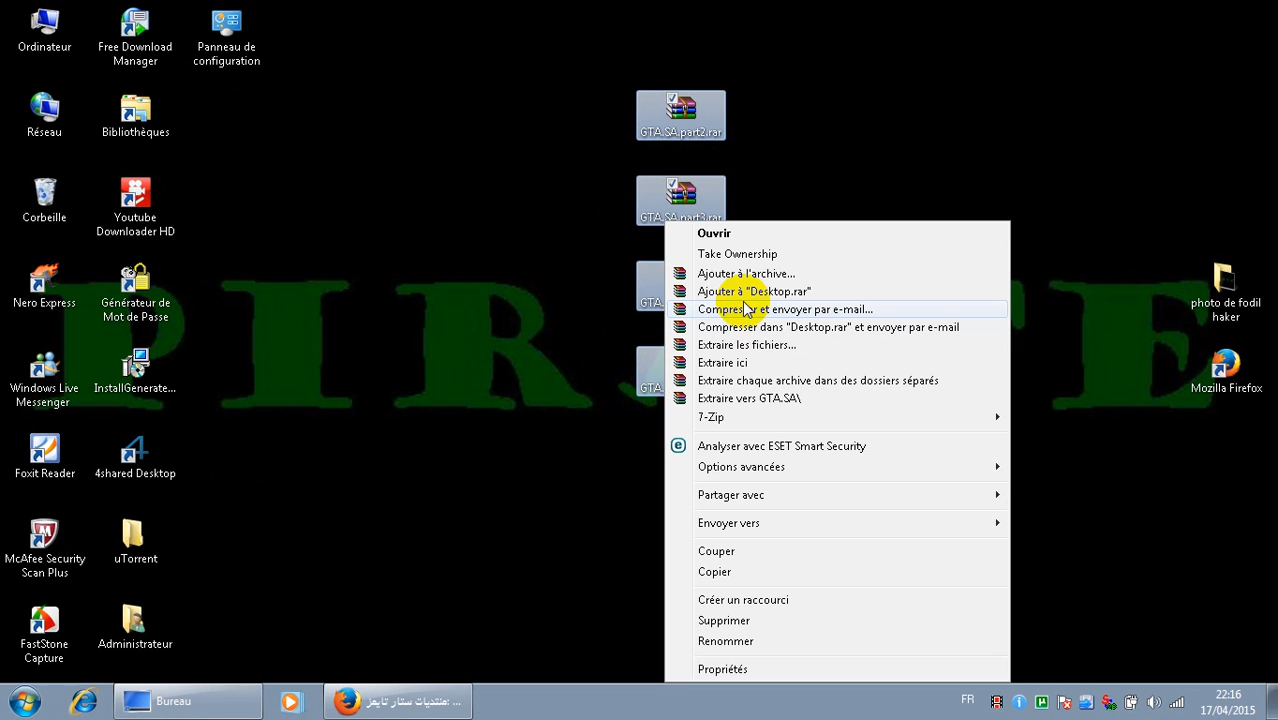 Ordinateur
Free Download
Manager
Panneau de
configuration
Réseau
Bibliothèques
Corbeille
Youtube
Downloader HD
Nero Express
Générateur de
Mot de Passe
Windows Live
Messenger
InstallGenerate...
Foxit Reader
4shared Desktop
McAfee Security
Scan Plus
uTorrent
FastStone
Capture
Administrateur
GTA.SA.part2.rar
GTA.SA.part3.rar
GTA
GTA
Ouvrir
Take Ownership
Ajouter à l'archive...
Ajouter à "Desktop.rar"
Compresser et envoyer par e-mail...
Compresser dans "Desktop.rar" et envoyer par e-mail
Extraire les fichiers...
Extraire ici
Extraire chaque archive dans des dossiers séparés
Extraire vers GTA.SA\
7-Zip
Analyser avec ESET Smart Security
Options avancées
Partager avec
Envoyer vers
Couper
Copier
Créer un raccourci
Supprimer
Renommer
Propriétés
photo de fodil
haker
Mozilla Firefox
Bureau
منتديات ستار تايمز: ...
FR
22:16
17/04/2015